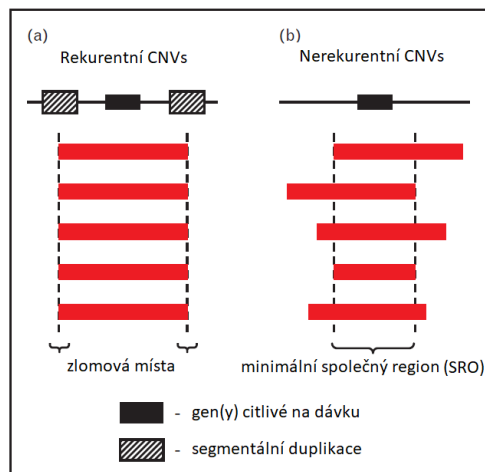 (a)
Rekurentní CNVs
(b)
Nerekurentní CNVs
zlomová místa
minimální společný region (SRO)
- gen(y) citlivé na dávku
- segmentální duplikace